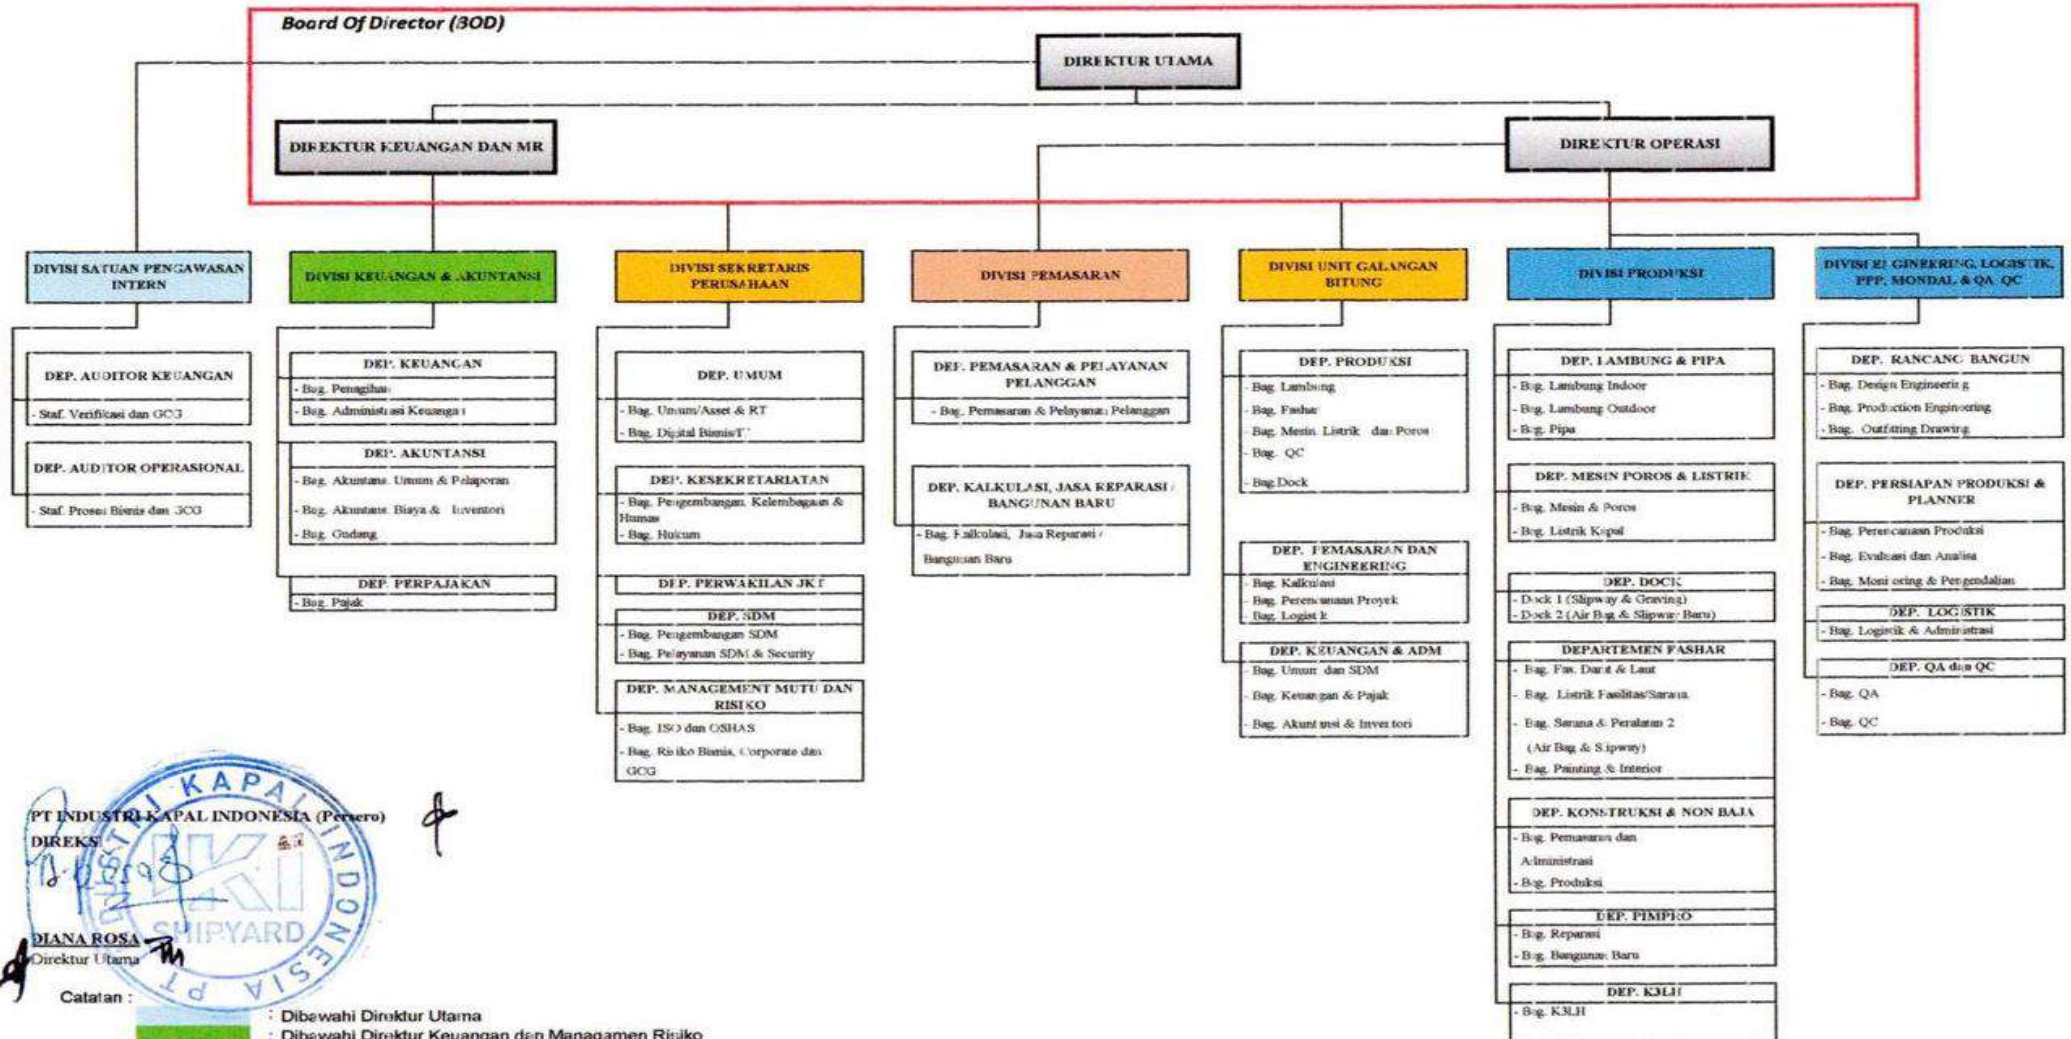 Board Of Director (BOD)
DIREKTUR UTAMA
DIREKTUR KEUANGAN DAN MR
DIREKTUR OPERASI
DIVISI SATUAN PENGAWASAN
INTERN
DEP. AUDITOR KEUANGAN
- Staf. Verifikasi dan GCG
DEP. AUDITOR OPERASIONAL
- Staf. Proses Bisnis dan GCG
DIVISI KEUANGAN & AKUNTANSI
DEP. KEUANGAN
- Bag. Penagihan
- Bag. Administrasi Keuangan
DEP. AKUNTANSI
- Bag. Akuntans. Umum & Pelaporan
- Bag. Akuntans. Biaya & Inventori
- Bag. Gudang
DEP. PERPAJAKAN
- Bag. Pajak
DIVISI SEKRETARIS
PERUSAHAAN
DEP. UMUM
- Bag. Umum/Asset & RT
- Bag. Digital Bisnis/IT
DEP. KESEKRETARIATAN
- Bag. Pengembangan, Kelembagaan &
Humas
- Bag. Hukum
DEP. PERWAKILAN JKT
DEP. SDM
- Bag. Pengembangan SDM
- Bag. Pelayanan SDM & Security
DEP. MANAGEMENT MUTU DAN
RISIKO
- Bag. ISO dan OSHAS
- Bag. Risiko Bisnis, Corporate dan
GCG
DIVISI PEMASARAN
DEP. PEMASARAN & PELAYANAN
PELANGGAN
- Bag. Pemasaran & Pelayanan Pelanggan
DEP. KALKULASI, JASA REPARASI /
BANGUNAN BARU
- Bag. Kalkulasi, Jasa Reparasi /
Bangunan Baru
DIVISI UNIT GALANGAN
BITUNG
DEP. PRODUKSI
- Bag. Lambung
- Bag. Fashar
- Bag. Mesin Listrik dan Poros
- Bag. QC
- Bag.Dock
DEP. PEMASARAN DAN
ENGINEERING
- Bag. Kalkulasi
- Bag. Perencanaan Proyek
- Bag. Logistik
DEP. KEUANGAN & ADM
- Bag. Umum dan SDM
- Bag. Keuangan & Pajak
- Bag. Akuntansi & Inventori
DIVISI PRODUKSI
DEP. LAMBUNG & PIPA
- Bag. Lambung Indoor
- Bag. Lambung Outdoor
- Bag. Pipa
DEP. MESIN POROS & LISTRIK
- Bag. Mesin & Poros
- Bag. Listrik Kapal
DEP. DOCK
- Dock 1 (Slipway & Graving)
- Dock 2 (Air Bag & Slipway Baru)
DEPARTEMEN FASHAR
- Bag. Fas. Darat & Laut
- Bag. Listrik Fasilitas/Sarana
- Bag. Sarana & Peralatan 2
(Air Bag & Slipway)
- Bag. Painting & Interior
DEP. KONSTRUKSI & NON BAJA
- Bag. Pemasaran dan
Administrasi
- Bag. Produksi
DEP. PIMPRO
- Bag. Reparasi
- Bag. Bangunan Baru
DEP. K3LH
- Bag. K3LH
DIVISI ENGINEERING, LOGISTIK,
PPP, MONDAL & QA QC
DEP. RANCANG BANGUN
- Bag. Design Engineering
- Bag. Production Engineering
- Bag. Outfitting Drawing
DEP. PERSIAPAN PRODUKSI &
PLANNER
- Bag. Perencanaan Produksi
- Bag. Evaluasi dan Analisa
- Bag. Monitoring & Pengendalian
DEP. LOGISTIK
- Bag. Logistik & Administrasi
DEP. QA dan QC
- Bag. QA
- Bag. QC
PT INDUSTRI KAPAL INDONESIA (Persero)
DIREKSI
DIANA ROSA
Direktur Utama
PT INDUSTRI KAPAL INDONESIA
IKI
SHIPYARD
Catatan :
: Dibawahi Direktur Utama
: Dibawahi Direktur Keuangan dan Managamen Risiko